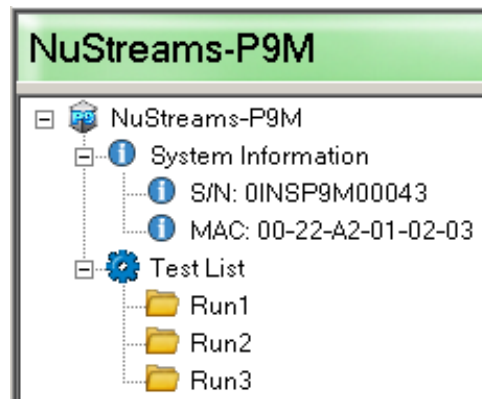 NuStreams-P9M
NuStreams-P9M
System Information
S/N: 0INSP9M00043
MAC: 00-22-A2-01-02-03
Test List
Run1
Run2
Run3